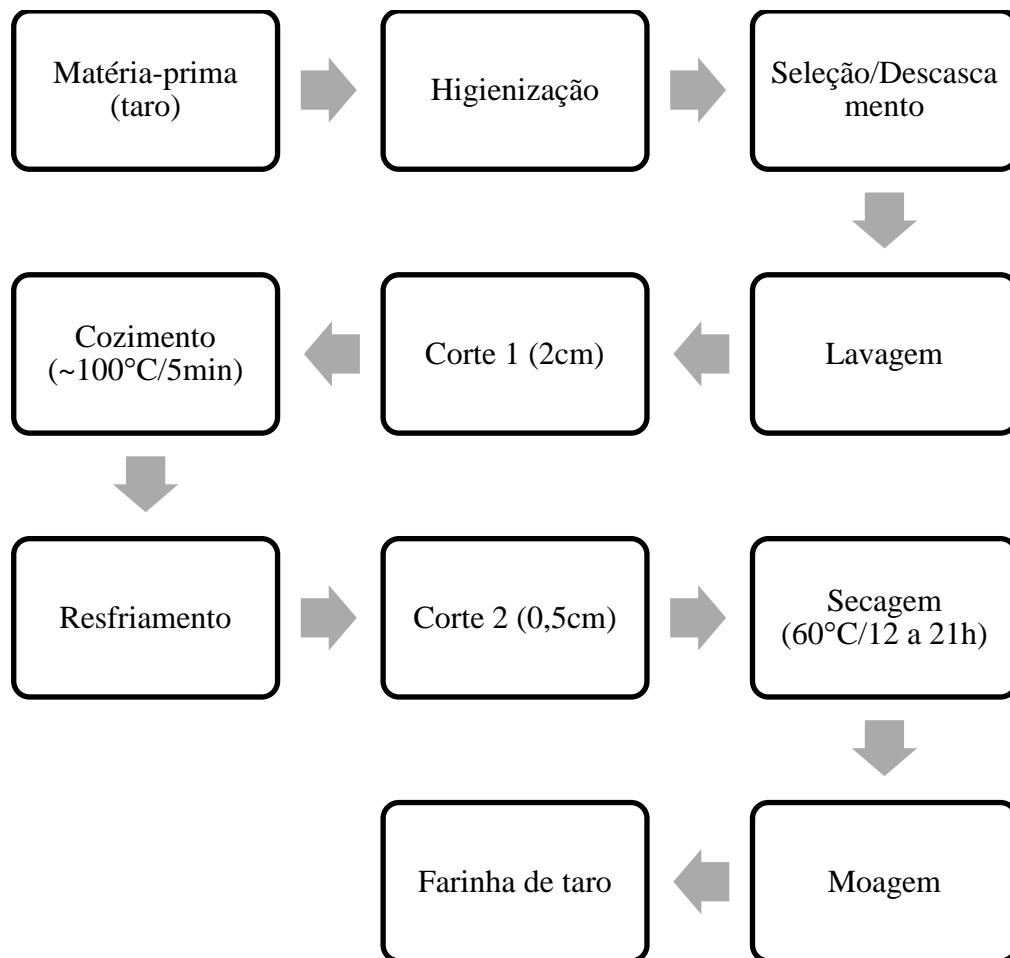 Matéria-prima
(taro)
Higienização
Seleção/Descasca
mento
Lavagem
Corte 1 (2cm)
Cozimento
(~100°C/5min)
Resfriamento
Corte 2 (0,5cm)
Secagem
(60°C/12 a 21h)
Moagem
Farinha de taro